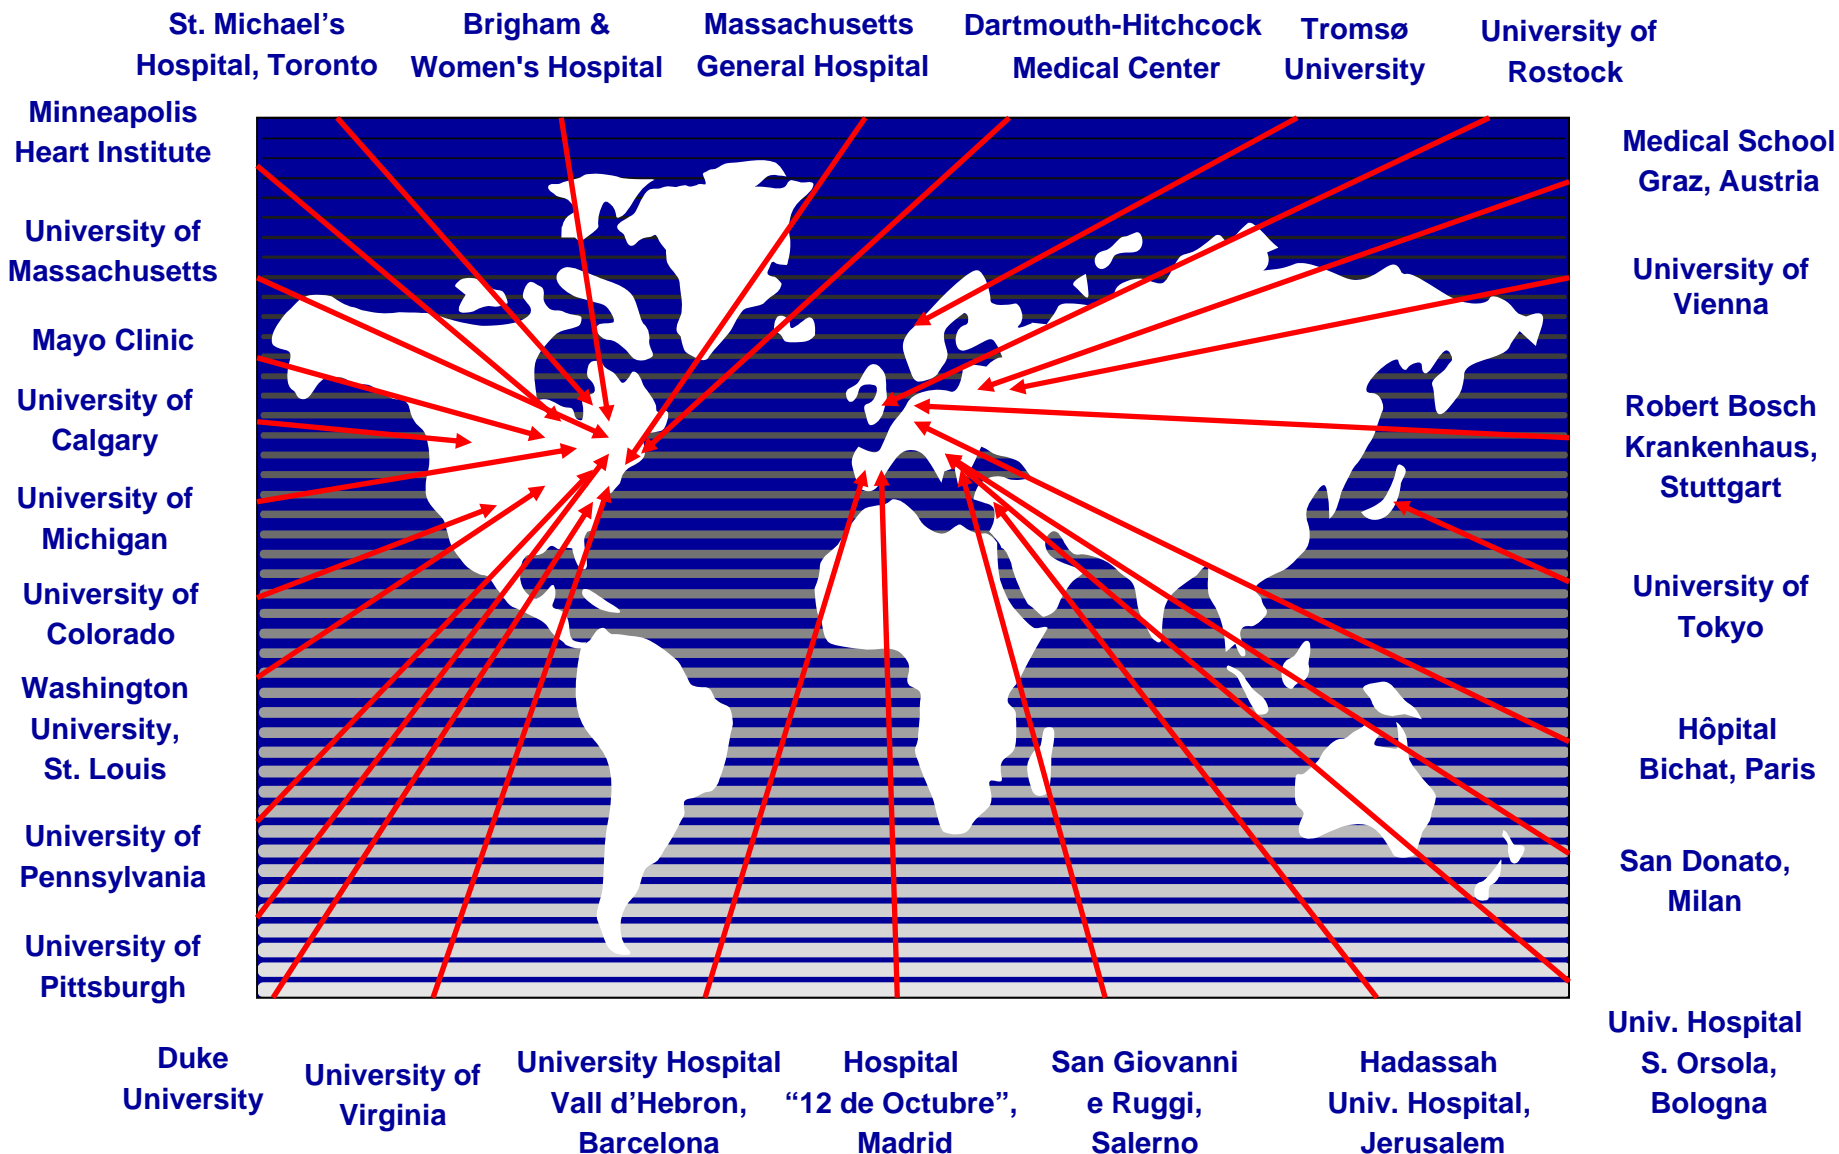 St. Michael’s
Hospital, Toronto
Brigham &
Women's Hospital
Massachusetts
General Hospital
Dartmouth-Hitchcock
Medical Center
Tromsø
University
University of
Rostock
Minneapolis
Heart Institute
University of
Massachusetts
Mayo Clinic
University of
Calgary
University of
Michigan
University of
Colorado
Washington
University,
St. Louis
University of
Pennsylvania
University of
Pittsburgh
Medical School
Graz, Austria
University of
Vienna
Robert Bosch
Krankenhaus,
Stuttgart
University of
Tokyo
Hôpital
Bichat, Paris
San Donato,
Milan
Univ. Hospital
S. Orsola,
Bologna
Duke
University
University of
Virginia
University Hospital
Vall d’Hebron,
Barcelona
Hospital
“12 de Octubre”,
Madrid
San Giovanni
e Ruggi,
Salerno
Hadassah
Univ. Hospital,
Jerusalem